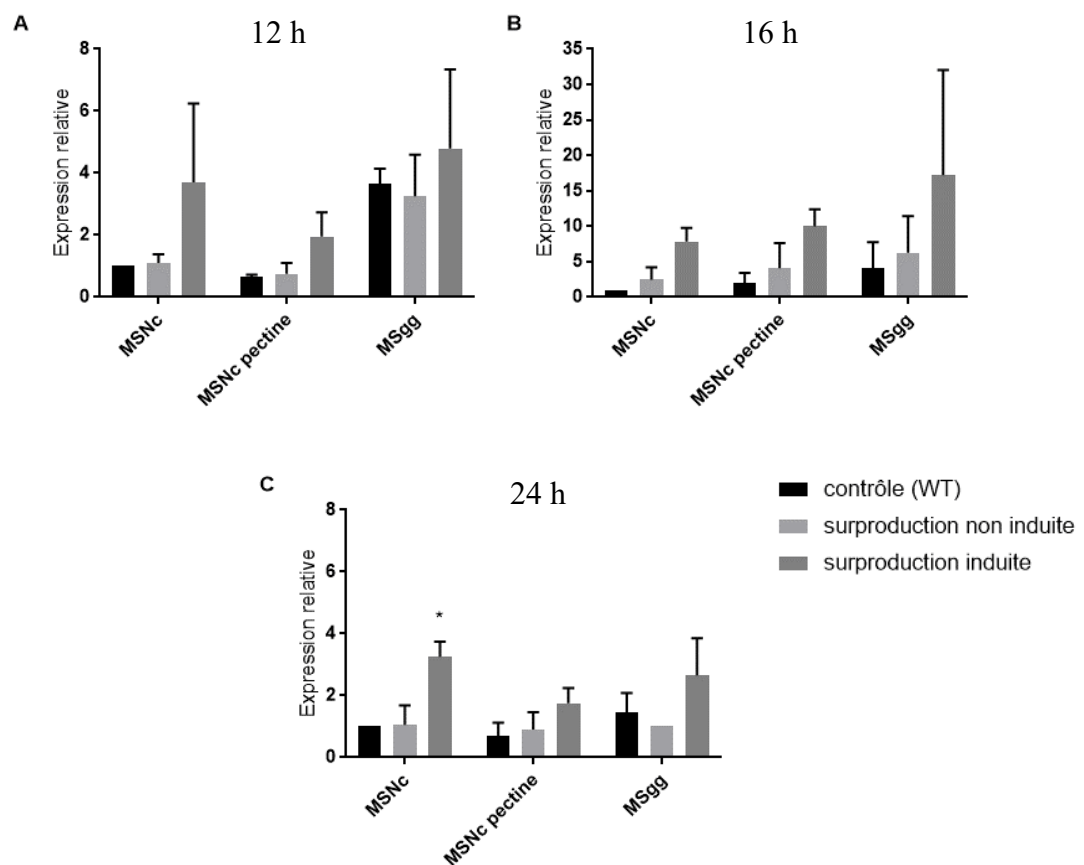 A
12 h
Expression relative
8
6
4
2
0
MSNc
MSNc pectine
MSgg
B
16 h
Expression relative
35
30
25
20
15
10
5
0
MSNc
MSNc pectine
MSgg
C
24 h
Expression relative
8
6
4
2
0
*
MSNc
MSNc pectine
MSgg
contrôle (WT)
surproduction non induite
surproduction induite